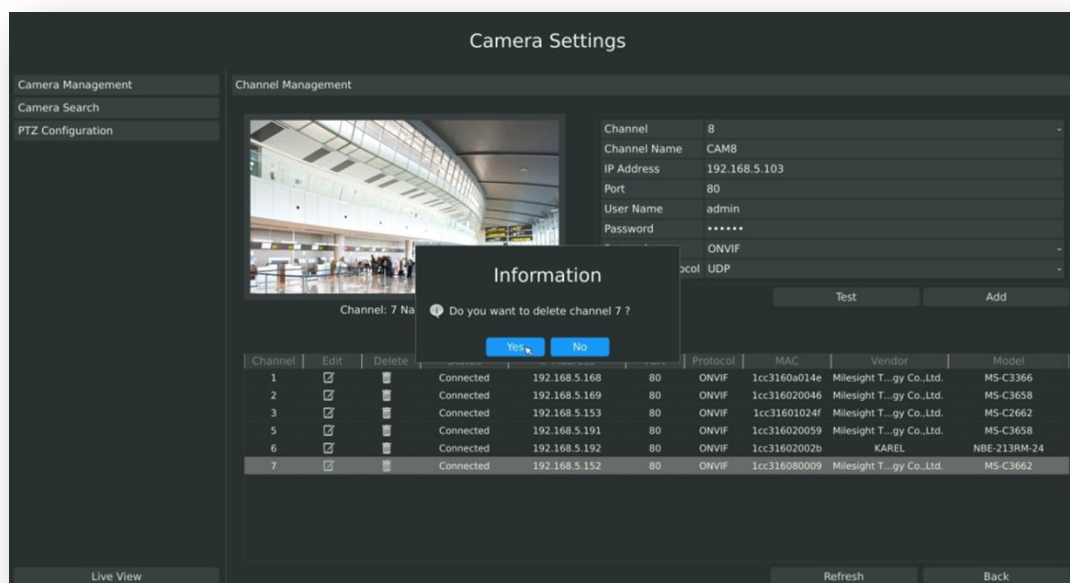 Camera Settings
Camera Management
Camera Search
PTZ Configuration
Channel Management
Channel 8
Channel Name CAM8
IP Address 192.168.5.103
Port 80
User Name admin
Password ••••••
ONVIF
ocol UDP
Test Add
Channel: 7 Na
Information
Do you want to delete channel 7 ?
Yes No
Channel Edit Delete Protocol MAC Vendor Model
1 Connected 192.168.5.168 80 ONVIF 1cc3160a014e Milesight T...gy Co.,Ltd. MS-C3366
2 Connected 192.168.5.169 80 ONVIF 1cc316020046 Milesight T...gy Co.,Ltd. MS-C3658
3 Connected 192.168.5.153 80 ONVIF 1cc31601024f Milesight T...gy Co.,Ltd. MS-C2662
5 Connected 192.168.5.191 80 ONVIF 1cc316020059 Milesight T...gy Co.,Ltd. MS-C3658
6 Connected 192.168.5.192 80 ONVIF 1cc31602002b KAREL NBE-213RM-24
7 Connected 192.168.5.152 80 ONVIF 1cc316080009 Milesight T...gy Co.,Ltd. MS-C3662
Live View Refresh Back